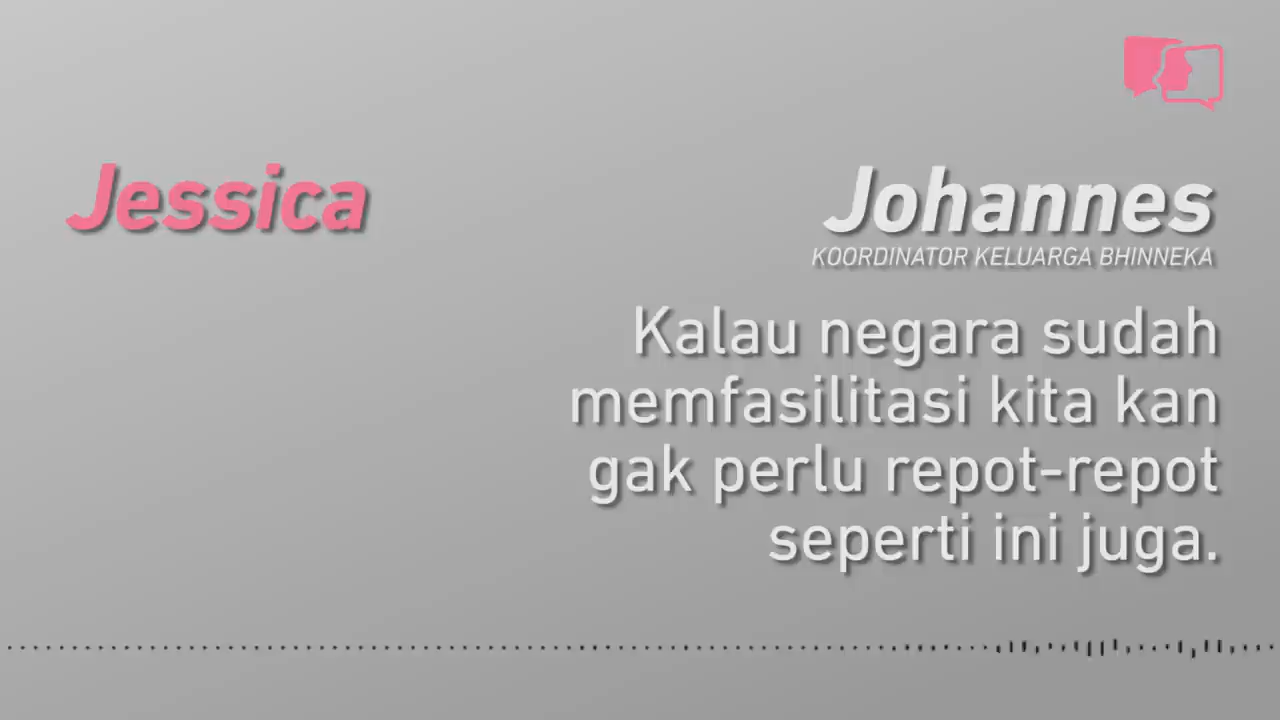 Jessica
Johannes
KOORDINATOR KELUARGA BHINNEKA
Kalau negara sudah
memfasilitasi kita kan
gak perlu repot-repot
seperti ini juga.